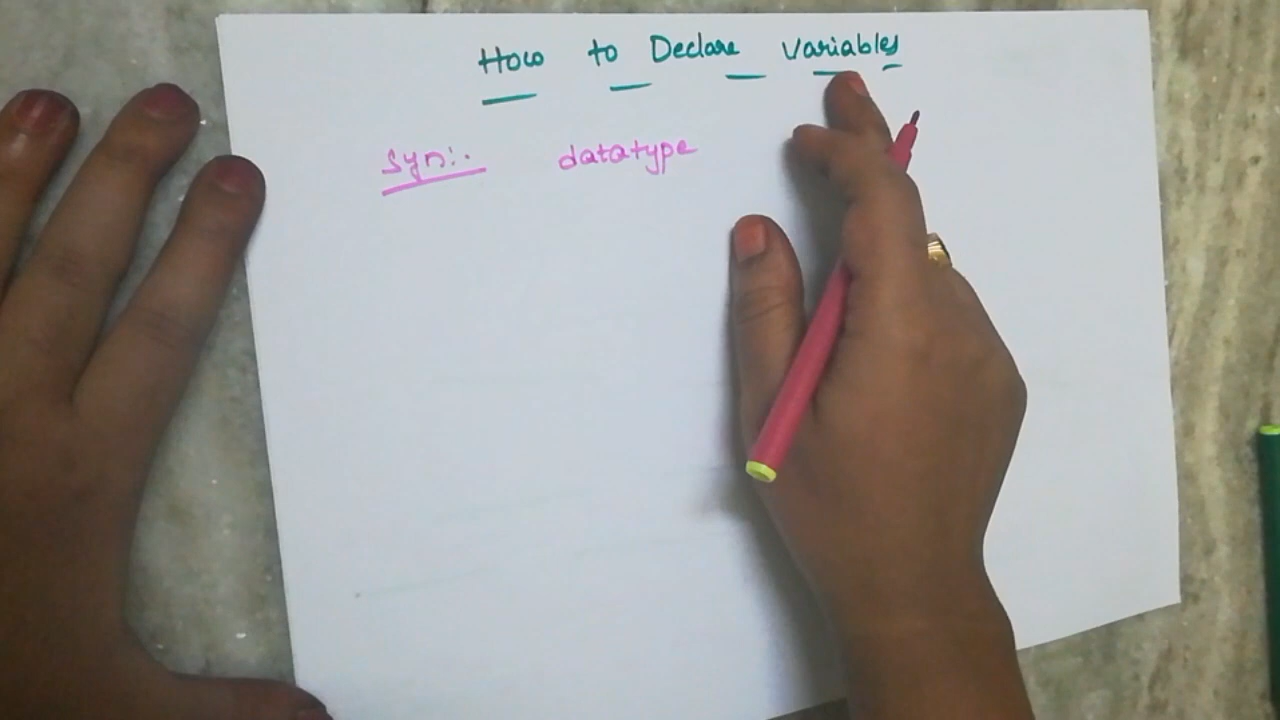 How to Declare Variables
Syn:- datatype